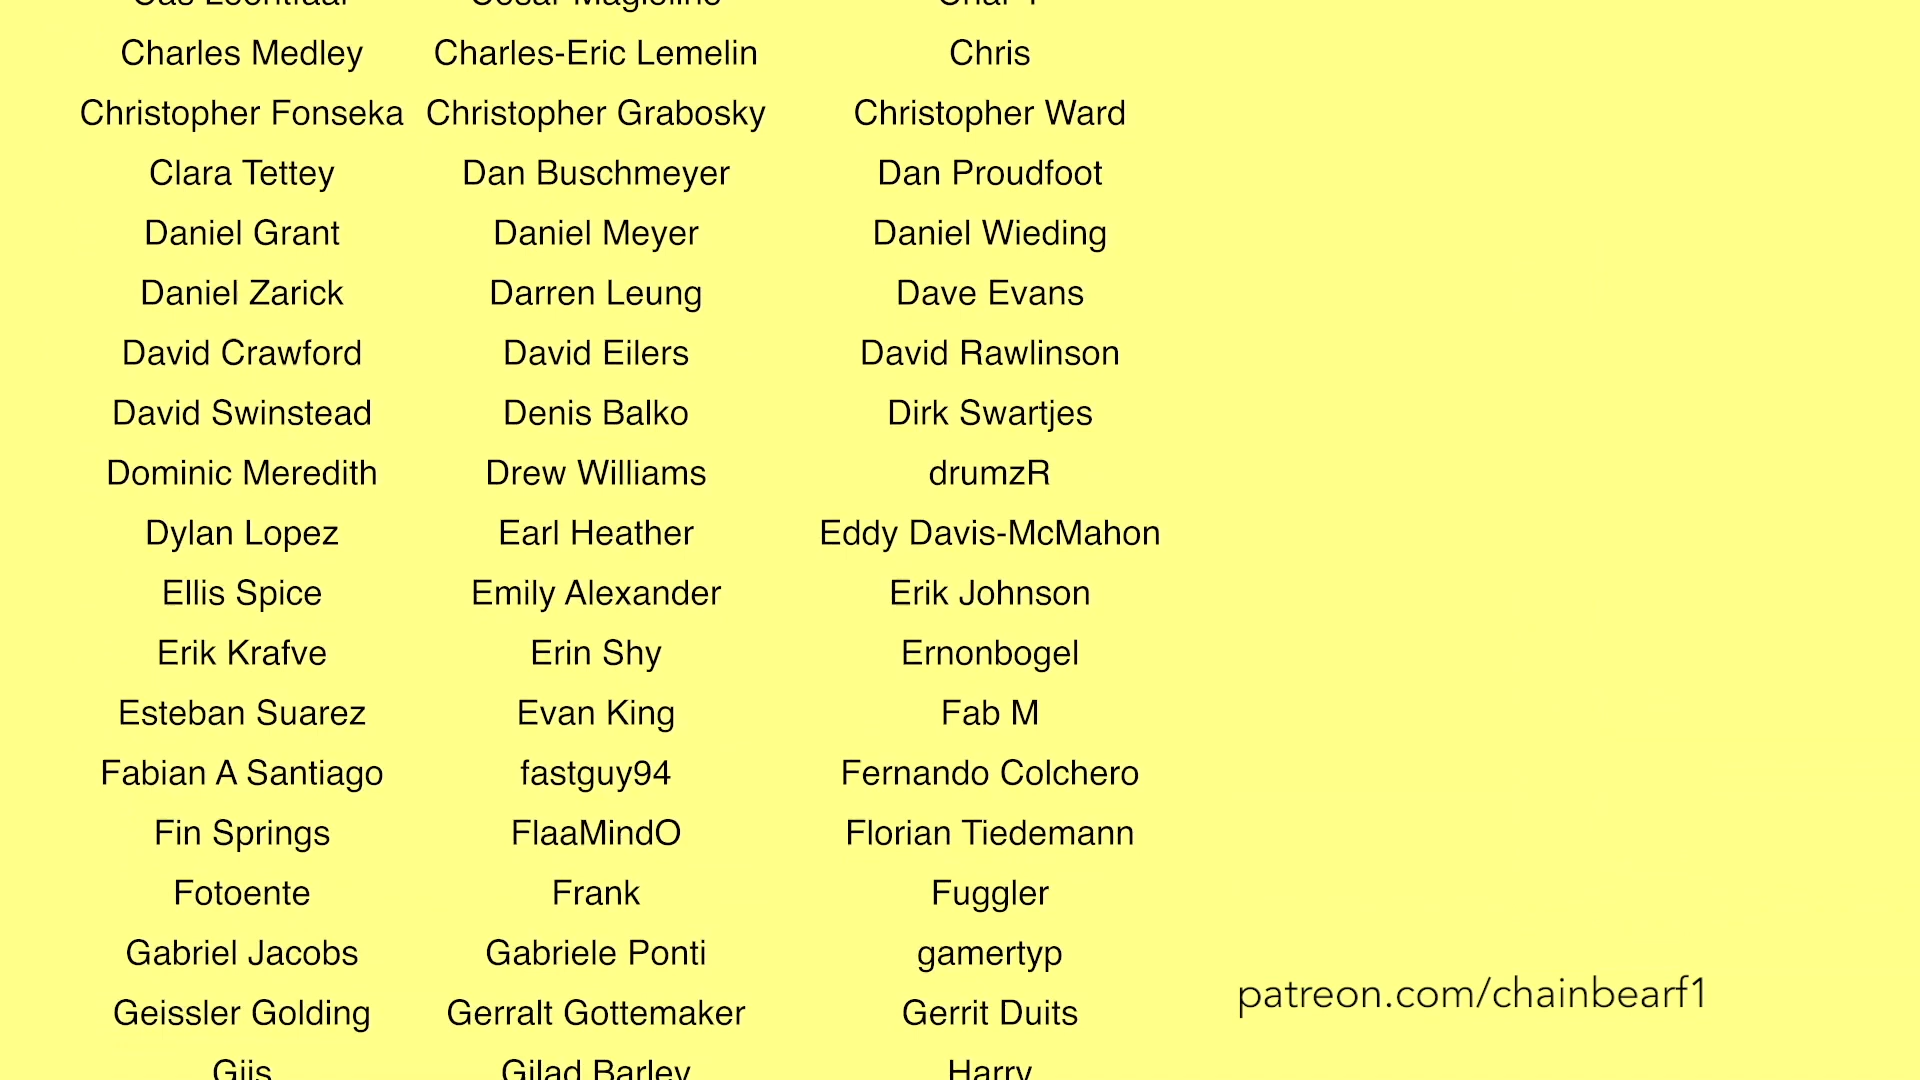 Charles Medley Charles-Eric Lemelin Chris
Christopher Fonseka Christopher Grabosky Christopher Ward
Clara Tettey Dan Buschmeyer Dan Proudfoot
Daniel Grant Daniel Meyer Daniel Wieding
Daniel Zarick Darren Leung Dave Evans
David Crawford David Eilers David Rawlinson
David Swinstead Denis Balko Dirk Swartjes
Dominic Meredith Drew Williams drumzR
Dylan Lopez Earl Heather Eddy Davis-McMahon
Ellis Spice Emily Alexander Erik Johnson
Erik Krafve Erin Shy Ernonbogel
Esteban Suarez Evan King Fab M
Fabian A Santiago fastguy94 Fernando Colchero
Fin Springs FlaaMindO Florian Tiedemann
Fotoente Frank Fuggler
Gabriel Jacobs Gabriele Ponti gamertyp
patreon.com/chainbearf1
Geissler Golding Gerralt Gottemaker Gerrit Duits
Gijs Gilad Barley Harry